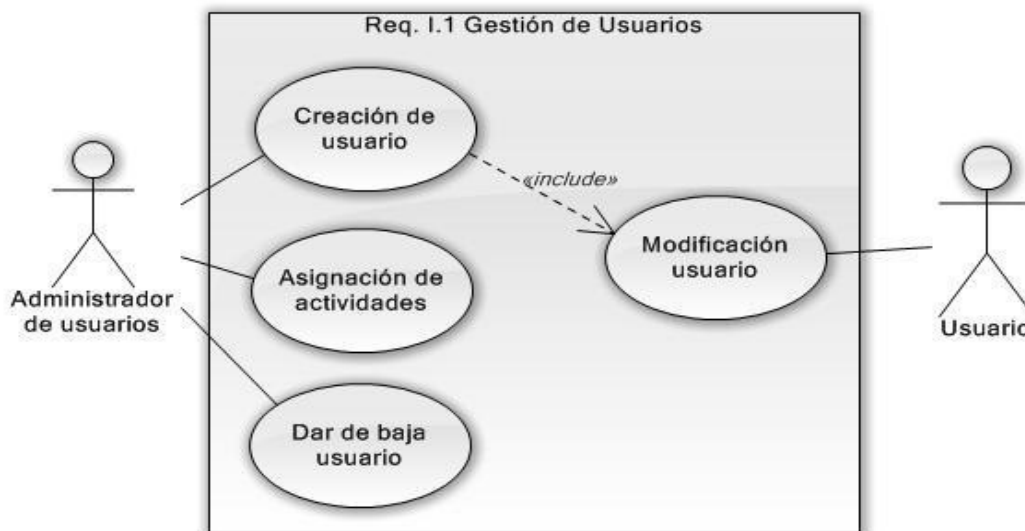 Req. I.1 Gestión de Usuarios
Creación de
usuario
«include»
Modificación
usuario
Asignación de
actividades
Dar de baja
usuario
Administrador
de usuarios
Usuario